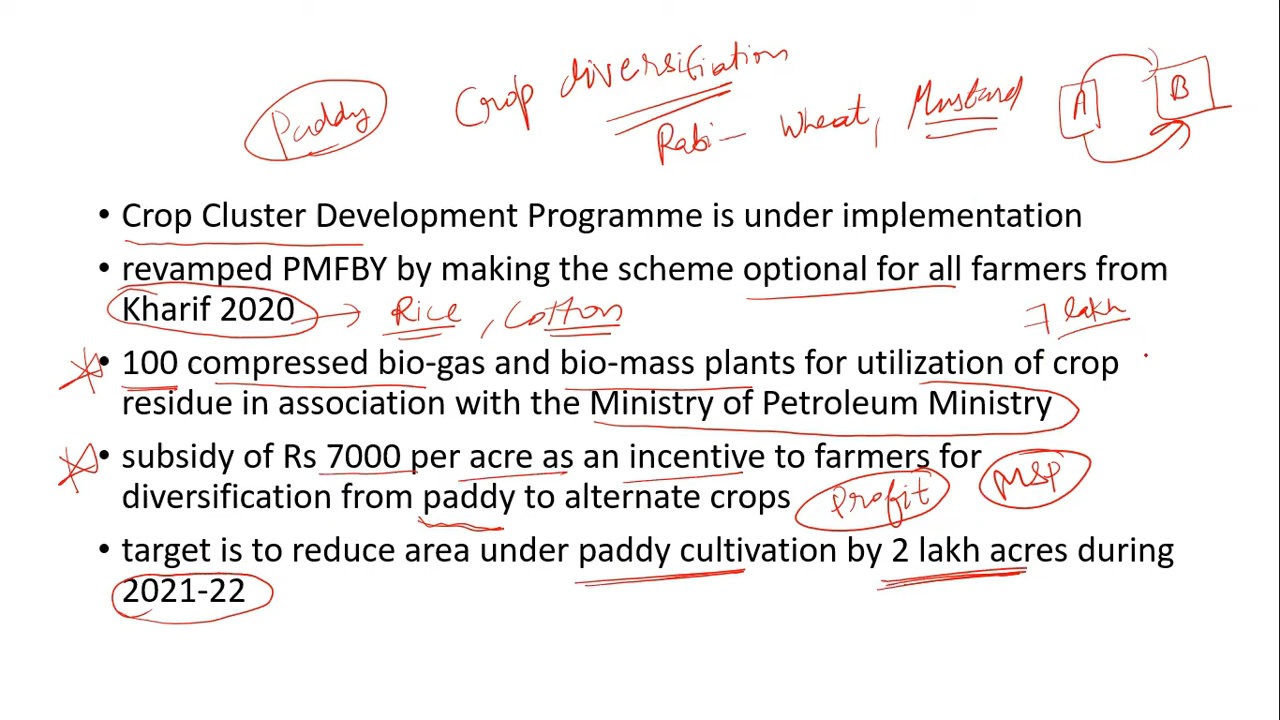 Crop diversifiation
Paddy
Rabi - Wheat, Mustard
A B
• Crop Cluster Development Programme is under implementation
• revamped PMFBY by making the scheme optional for all farmers from
Kharif 2020 → Rice, Cotton
7 lakh
• 100 compressed bio-gas and bio-mass plants for utilization of crop
residue in association with the Ministry of Petroleum Ministry
• subsidy of Rs 7000 per acre as an incentive to farmers for
MSP
diversification from paddy to alternate crops Profit
• target is to reduce area under paddy cultivation by 2 lakh acres during
2021-22